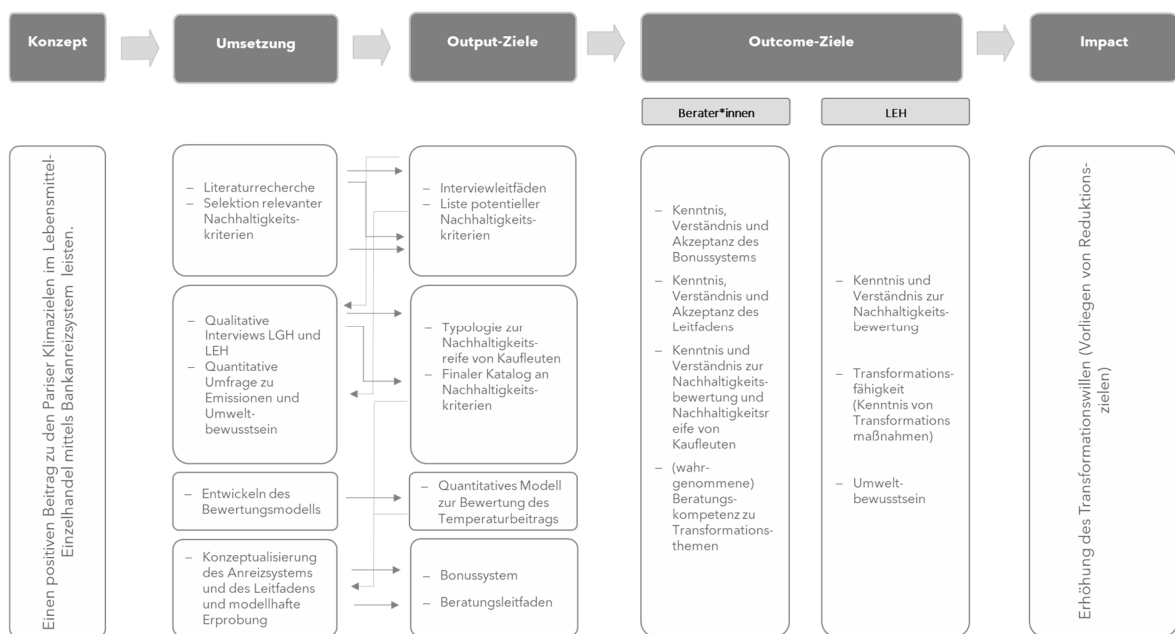 Konzept
Umsetzung
Output-Ziele
Outcome-Ziele
Impact
Berater*innen
LEH
Einen positiven Beitrag zu den Pariser Klimazielen im Lebensmittel-
Einzelhandel mittels Bankanreizsystem leisten.
– Literaturrecherche
– Selektion relevanter
Nachhaltigkeits-
kriterien
– Qualitative
Interviews LGH und
LEH
– Quantitative
Umfrage zu
Emissionen und
Umwelt-
bewusstsein
– Entwickeln des
Bewertungsmodells
– Konzeptualisierung
des Anreizsystems
und des Leitfadens
und modellhafte
Erprobung
– Interviewleitfäden
– Liste potentieller
Nachhaltigkeits-
kriterien
– Typologie zur
Nachhaltigkeits-
reife von Kaufleuten
– Finaler Katalog an
Nachhaltigkeits-
kriterien
– Quantitatives Modell
zur Bewertung des
Temperaturbeitrags
– Bonussystem
– Beratungsleitfaden
– Kenntnis,
Verständnis und
Akzeptanz des
Bonussystems
– Kenntnis,
Verständnis und
Akzeptanz des
Leitfadens
– Kenntnis und
Verständnis zur
Nachhaltigkeits-
bewertung und
Nachhaltigkeitsr
eife von
Kaufleuten
– (wahr-
genommene)
Beratungs-
kompetenz zu
Transformations-
themen
– Kenntnis und
Verständnis zur
Nachhaltigkeits-
bewertung
– Transformations-
fähigkeit
(Kenntnis von
Transformations
maßnahmen)
– Umwelt-
bewusstsein
Erhöhung des Transformationswillen (Vorliegen von Reduktions-
zielen)